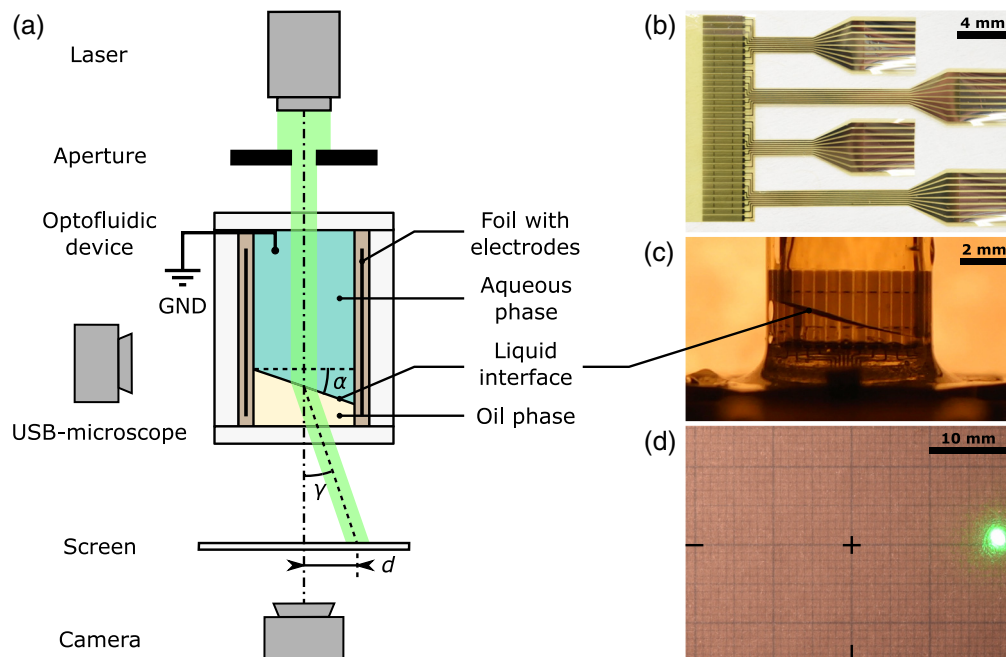 (a)
Laser
Aperture
Optofluidic
device
GND
USB-microscope
Screen
Camera
Foil with
electrodes
Aqueous
phase
Liquid
interface
Oil phase
α
γ
d
(b)
4 mm
(c)
2 mm
(d)
10 mm